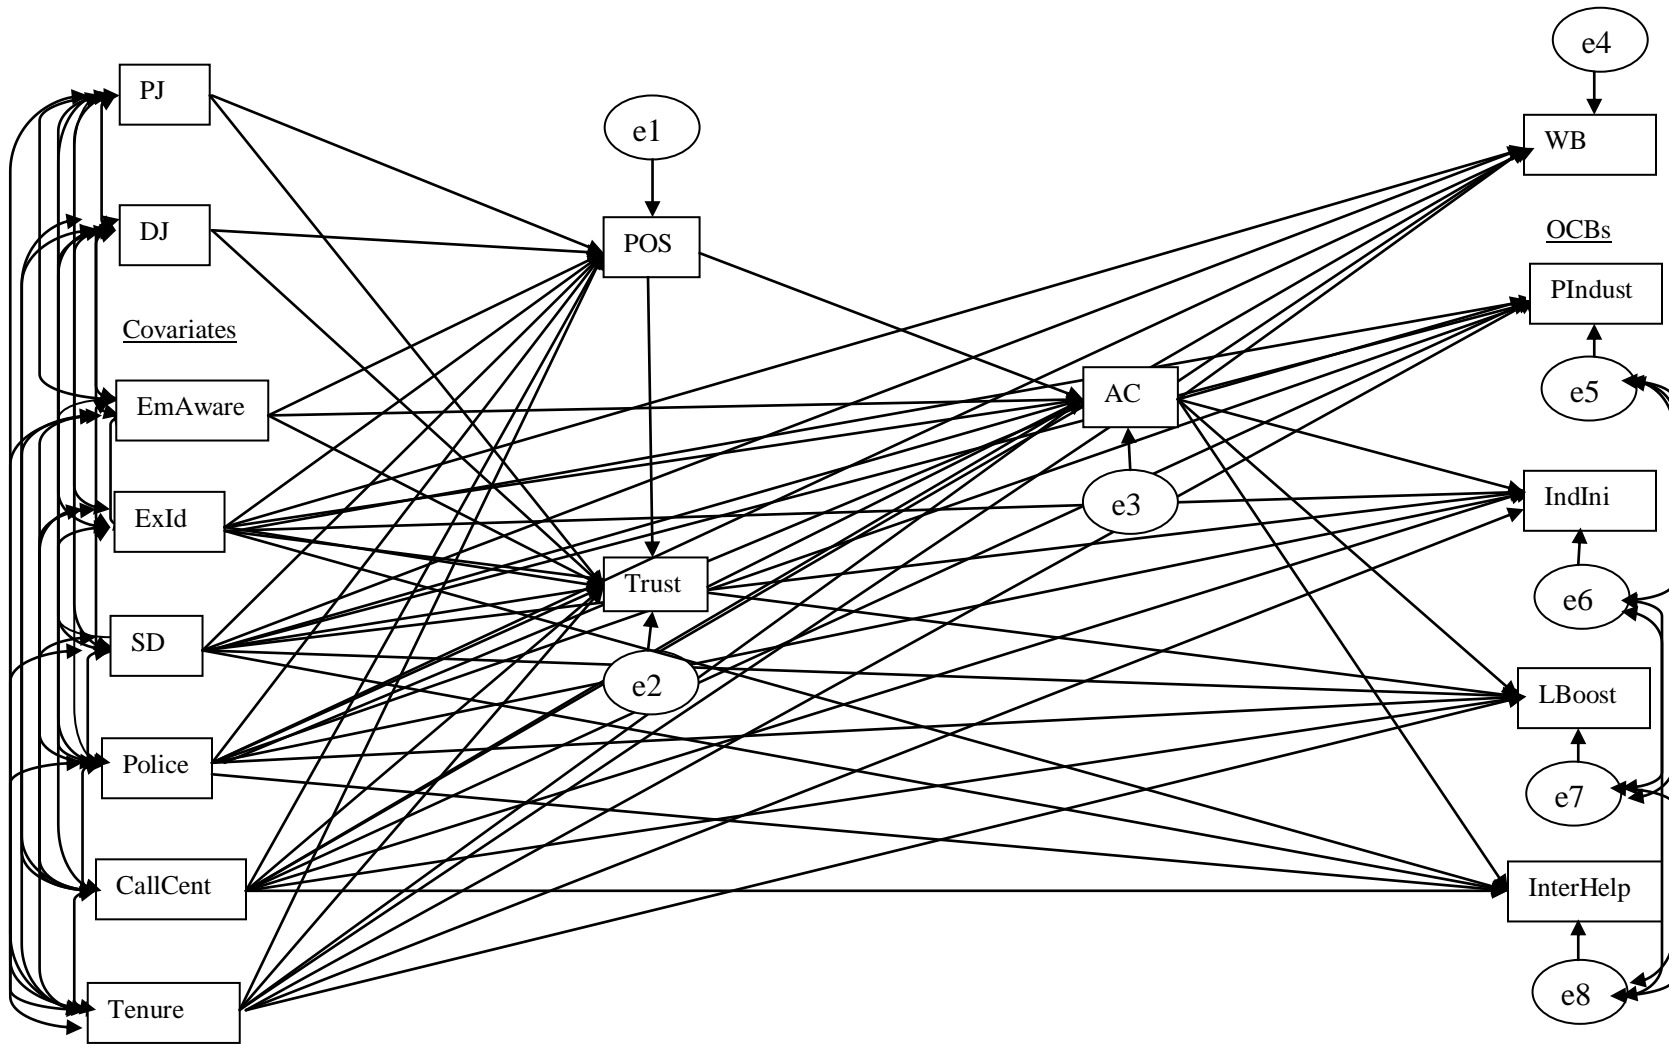 e4
PJ
e1
WB
DJ
POS
OCBs
PIndust
Covariates
AC
e5
EmAware
ExId
e3
IndIni
Trust
e6
SD
e2
LBoost
Police
e7
CallCent
InterHelp
e8
Tenure